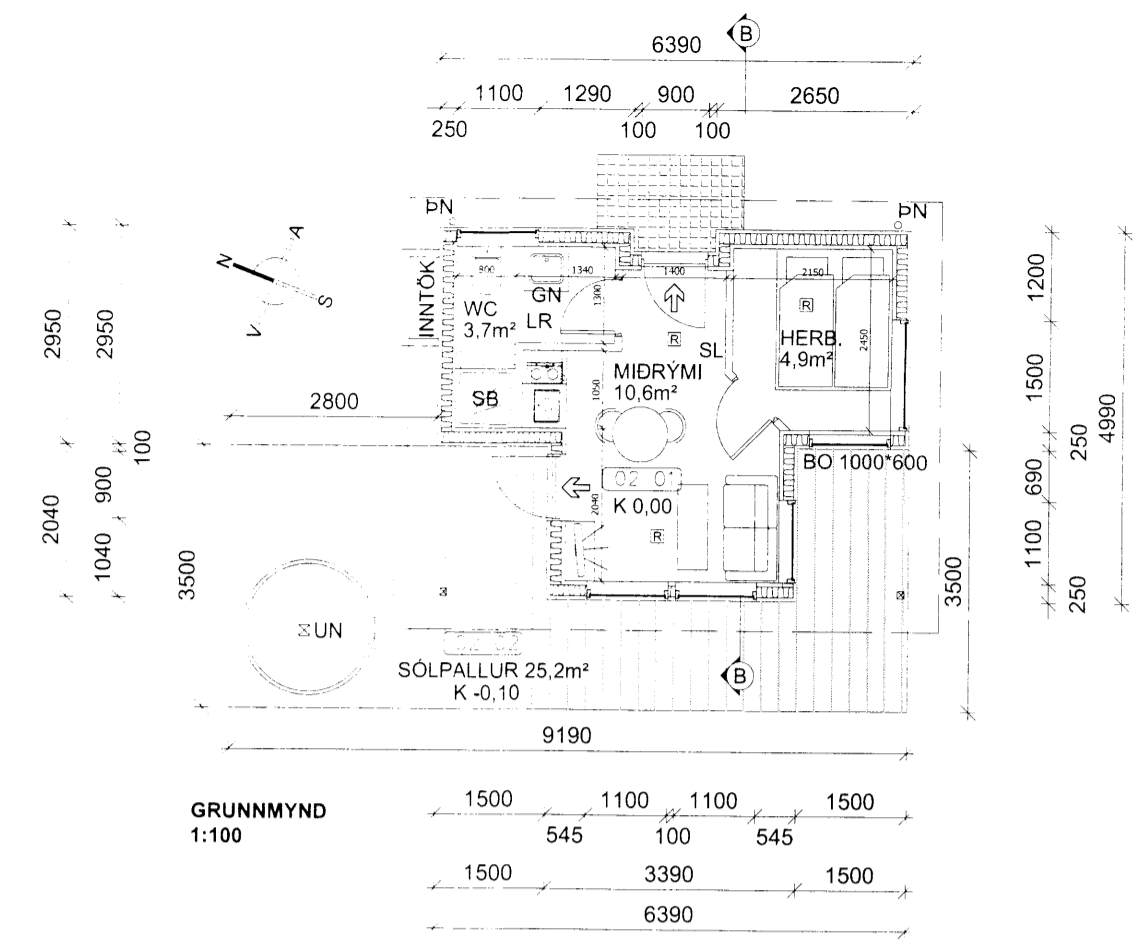 B
6390
1100 1290 900 2650
250 100 100
ÞN ÞN
A
N
S
V
INNTÖK
2950 2950
900 1340 1400 2150
1300
GN
WC
3,7m²
LR
R
R
SL
HERB.
4,9m²
2450
MIÐRÝMI
10,6m²
1050
SB
2800
100
BO 1000*600
K 0,00
2040
R
2040 900
1040
3500
UN
SÓLPALLUR 25,2m²
K -0,10
B
3500
1200
1500
250
690
1100
250
4990
9190
GRUNNMYND
1:100
1500 1100 1100 1500
545 100 545
1500 3390 1500
6390